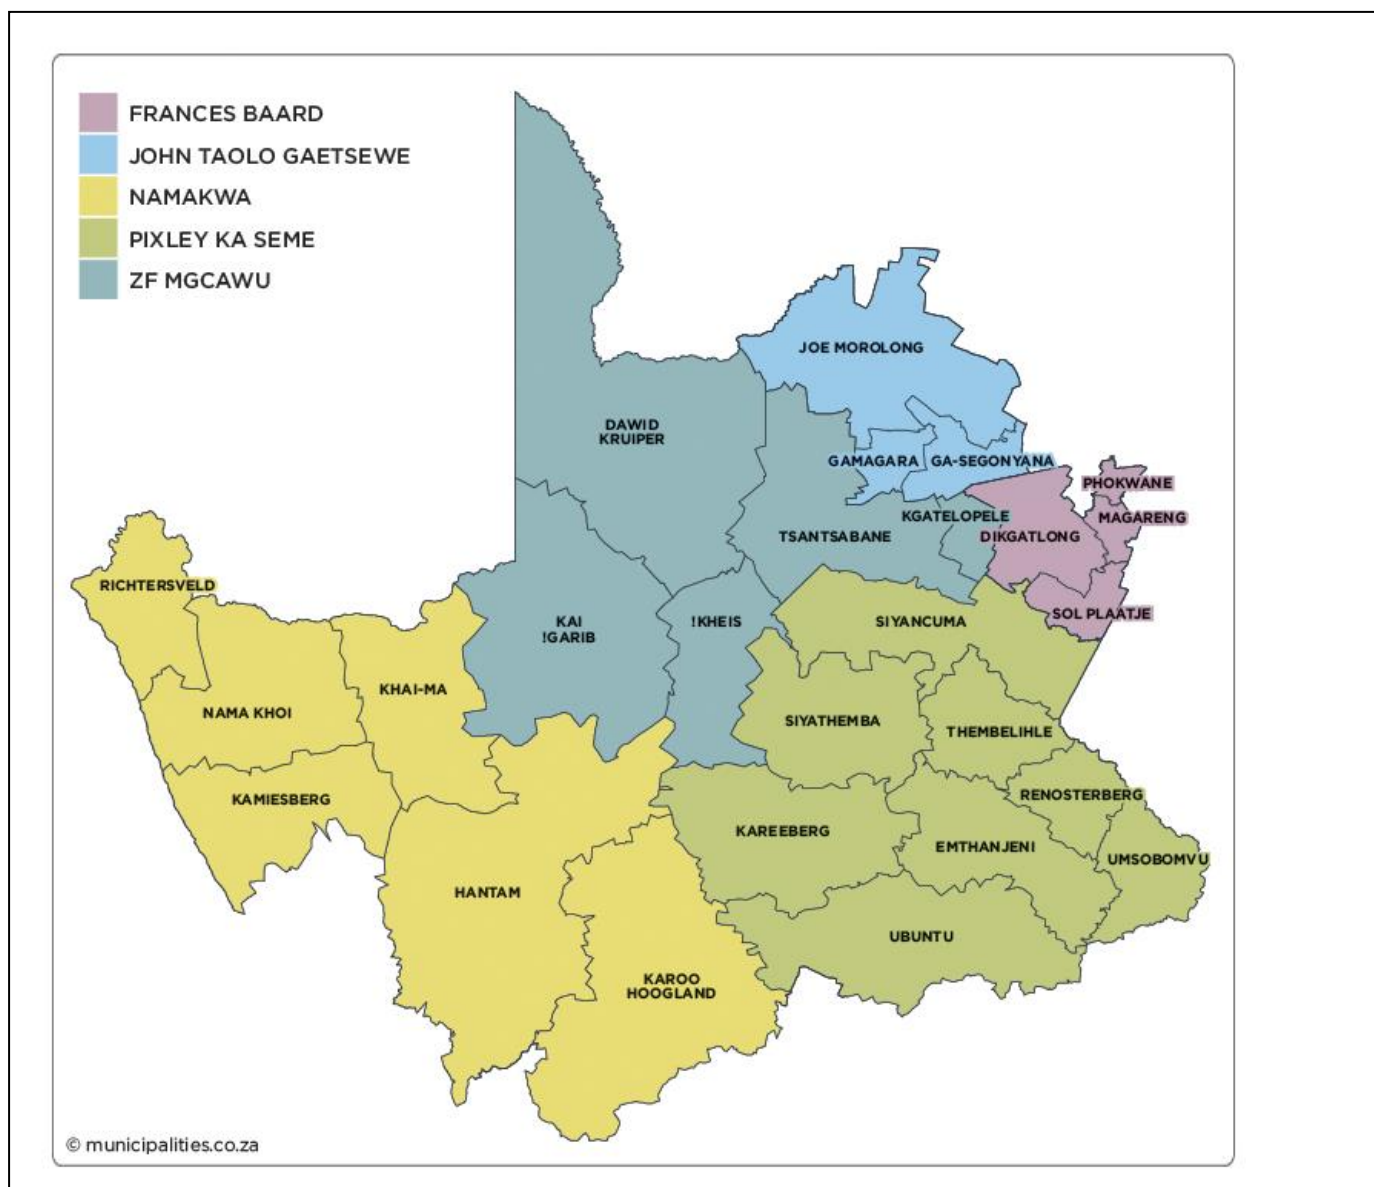 FRANCES BAARD
JOHN TAOLO GAETSEWE
NAMAKWA
PIXLEY KA SEME
ZF MGCAWU
JOE MOROLONG
DAWID
KRUIPER
GAMAGARA
GA-SEGONYANA
PHOKWANE
KGATELOPELE
MAGARENG
TSANTSABANE
DIKGATLONG
RICHTERSVELD
SOL PLAATJE
KAI
!GARIB
!KHEIS
SIYANCUMA
KHAI-MA
NAMA KHOI
SIYATHEMBA
THEMBELIHLE
KAMIESBERG
RENOSTERBERG
KAREEBERG
EMTHANJENI
UMSOBOMVU
HANTAM
UBUNTU
KAROO
HOOGLAND
© municipalities.co.za